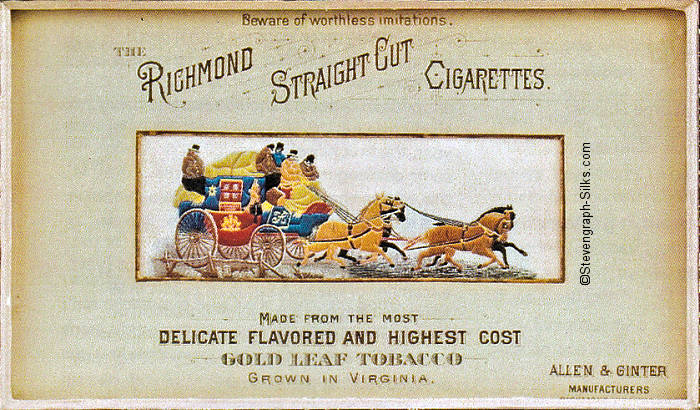 Beware of worthless imitations.
THE RICHMOND STRAIGHT CUT CIGARETTES.
©Stevengraph-Silks.com
MADE FROM THE MOST
DELICATE FLAVORED AND HIGHEST COST
GOLD LEAF TOBACCO
GROWN IN VIRGINIA.
ALLEN & GINTER
MANUFACTURERS